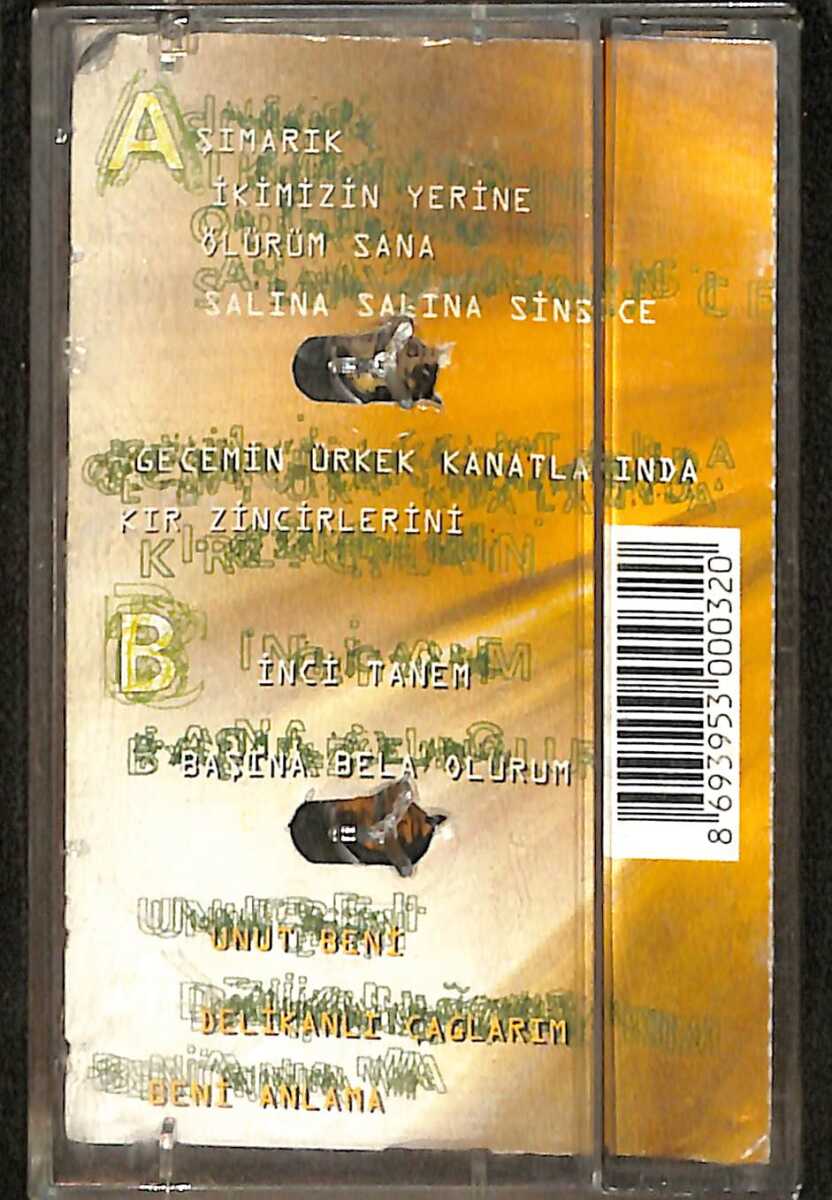 A
ŞIMARIK
İKİMİZİN YERİNE
ÖLÜRÜM SANA
SALINA SALINA SİNSİCE
GECEMİN ÜRKEK KANATLARINDA
KIR ZİNCİRLERİNİ
B
İNCİ TANEM
BAŞINA BELA OLURUM
UNUT BENİ
DELİKANLI ÇAĞLARIM
BENİ ANLAMA
8 693953 000320